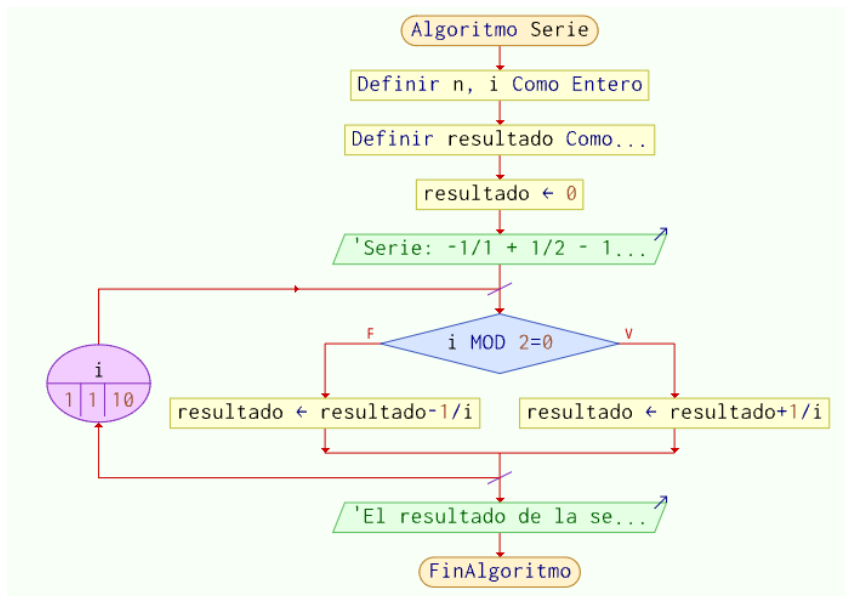 Algoritmo Serie
Definir n, i Como Entero
Definir resultado Como...
resultado ← 0
'Serie: -1/1 + 1/2 - 1...
i MOD 2=0
F
V
i
1 1 10
resultado ← resultado-1/i
resultado ← resultado+1/i
'El resultado de la se...
FinAlgoritmo